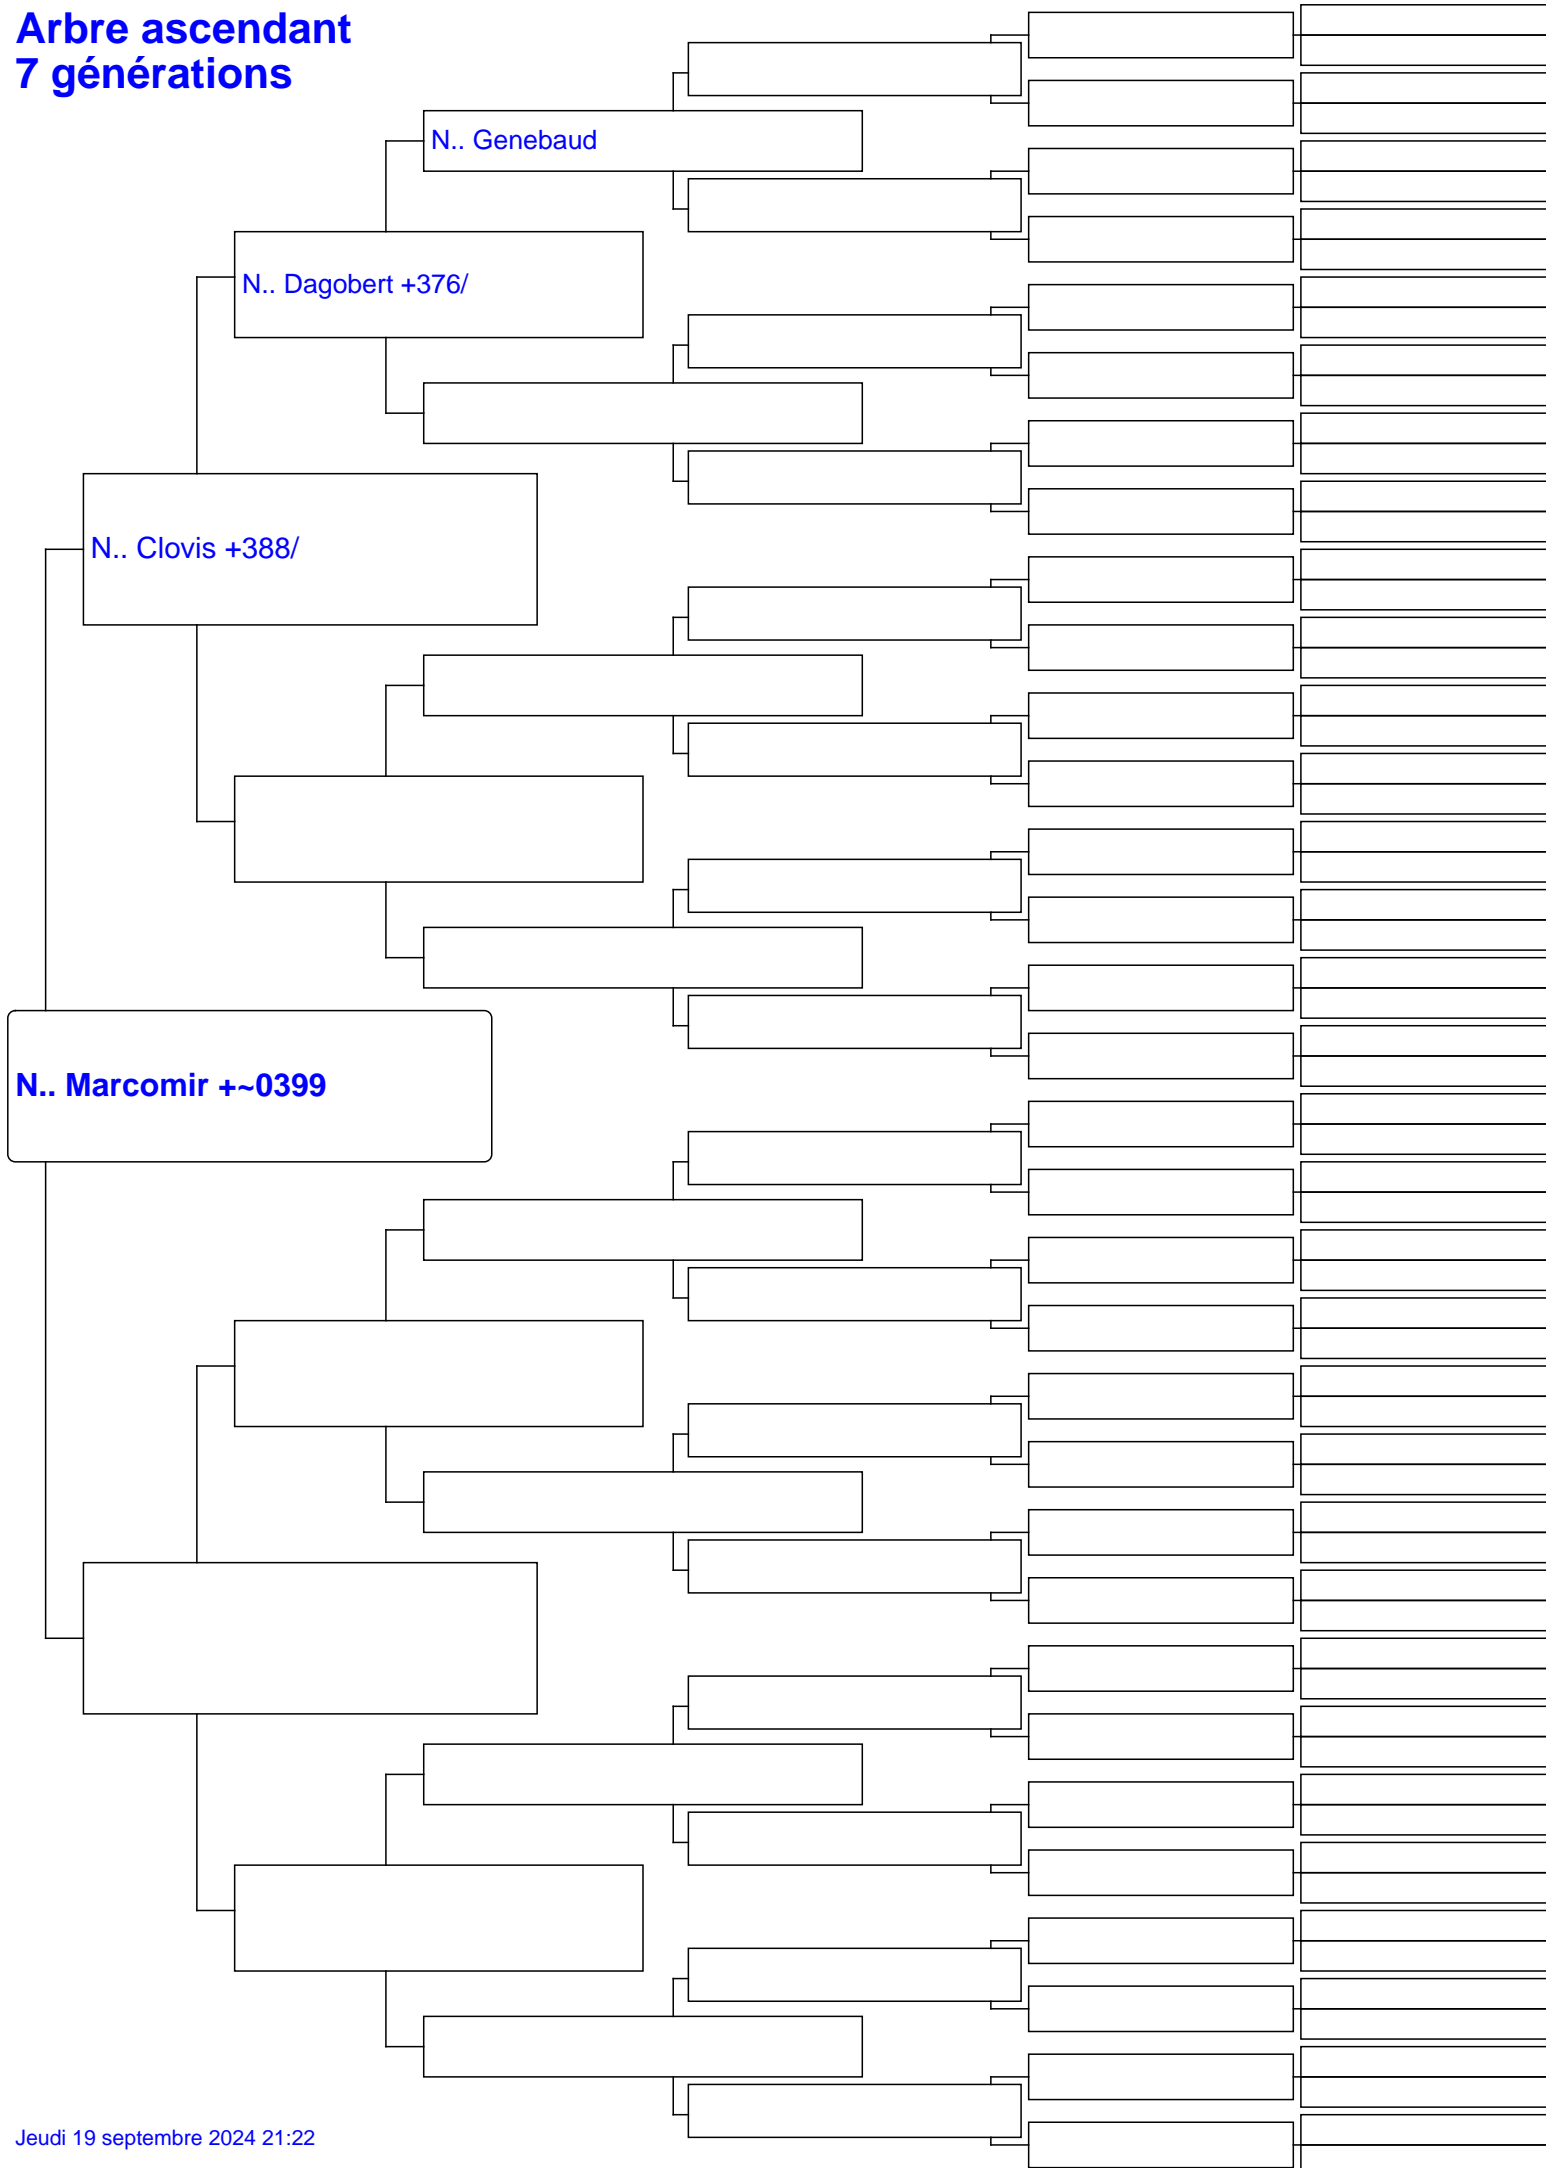 Arbre ascendant
7 générations
N.. Genebaud
N.. Dagobert +376/
N.. Clovis +388/
N.. Marcomir +~0399
Jeudi 19 septembre 2024 21:22